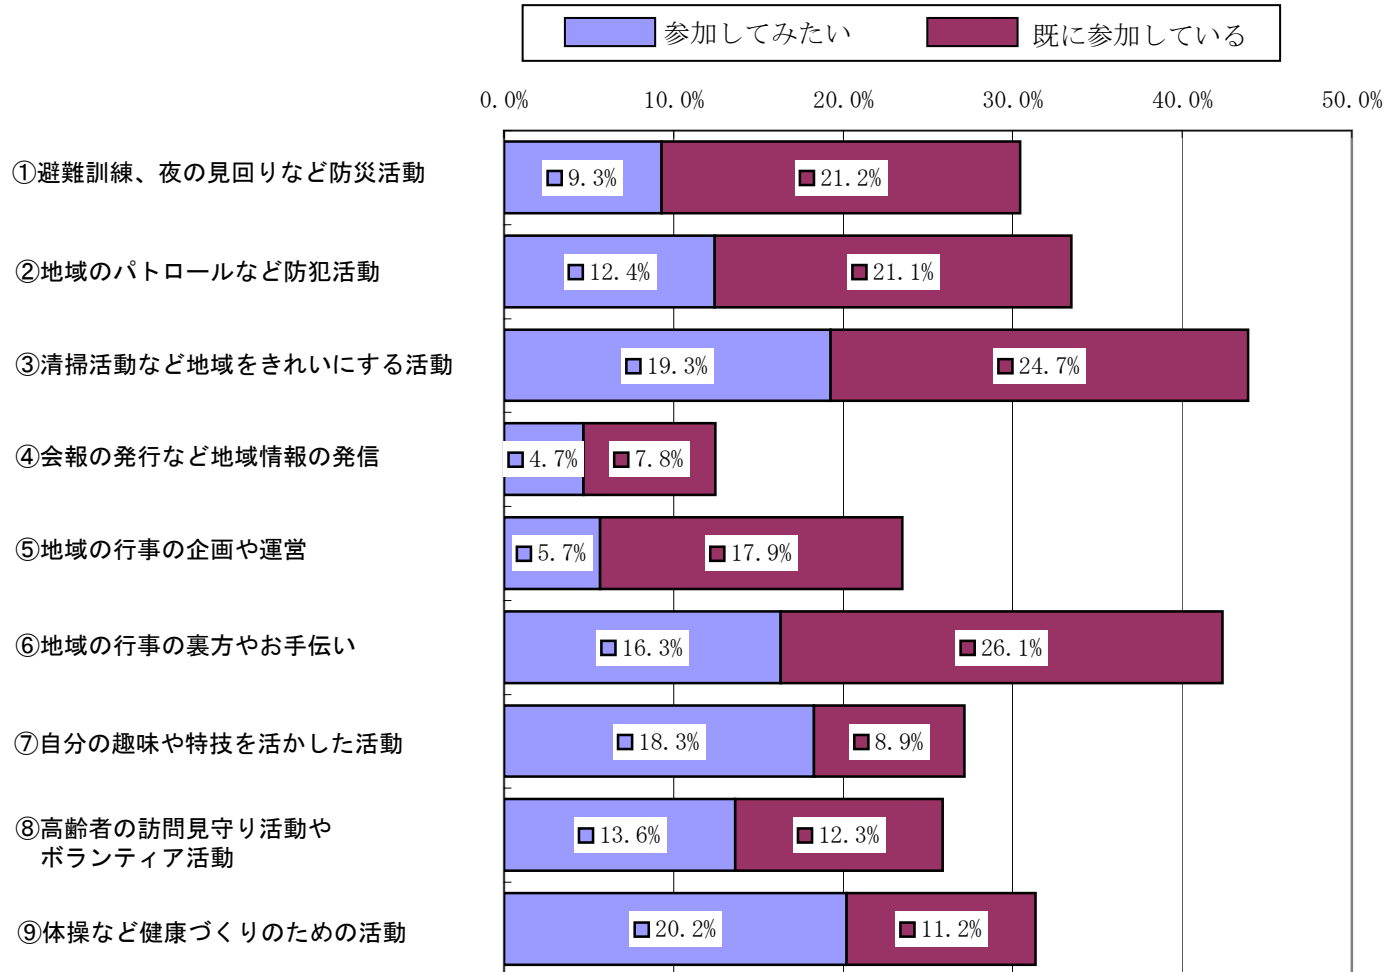 参加してみたい 既に参加している
0.0% 10.0% 20.0% 30.0% 40.0% 50.0%
①避難訓練、夜の見回りなど防災活動 9.3% 21.2%
②地域のパトロールなど防犯活動 12.4% 21.1%
③清掃活動など地域をきれいにする活動 19.3% 24.7%
④会報の発行など地域情報の発信 4.7% 7.8%
⑤地域の行事の企画や運営 5.7% 17.9%
⑥地域の行事の裏方やお手伝い 16.3% 26.1%
⑦自分の趣味や特技を活かした活動 18.3% 8.9%
⑧高齢者の訪問見守り活動や
ボランティア活動 13.6% 12.3%
⑨体操など健康づくりのための活動 20.2% 11.2%